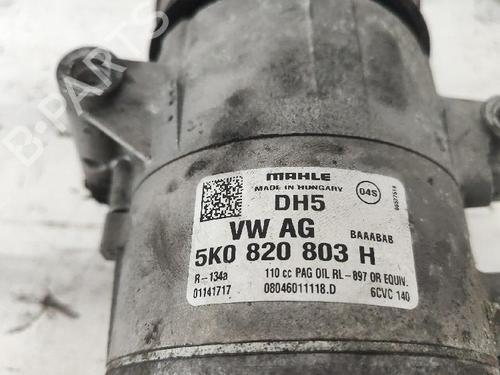 B-PARTS
MAHLE
MADE IN HUNGARY
04S
DH5
VW AG
BAAABAB
5K0 820 803 H
R-134a
110 cc PAG OIL RL-897 OR EQUIV.
01141717
08046011118.D
6CVC 140